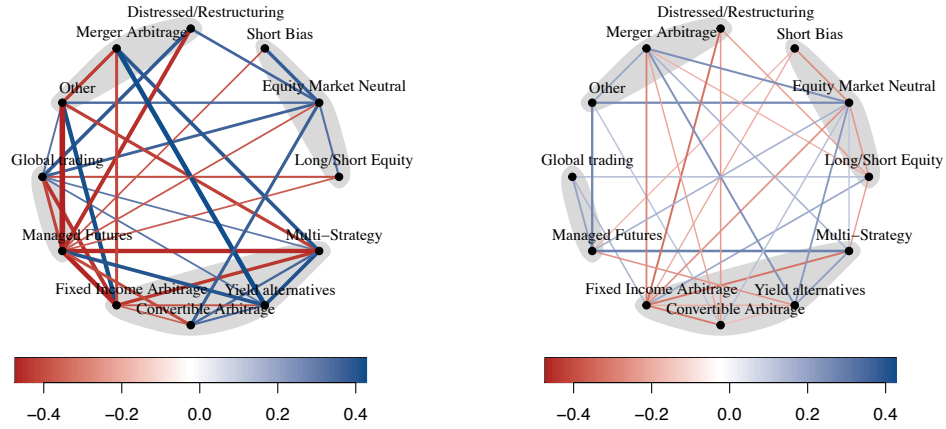 Distressed/Restructuring
Merger Arbitrage
Short Bias
Other
Equity Market Neutral
Global trading
Long/Short Equity
Managed Futures
Multi−Strategy
Fixed Income Arbitrage
Yield alternatives
Convertible Arbitrage
−0.4 −0.2 0.0 0.2 0.4
Distressed/Restructuring
Merger Arbitrage
Short Bias
Other
Equity Market Neutral
Global trading
Long/Short Equity
Managed Futures
Multi−Strategy
Fixed Income Arbitrage
Yield alternatives
Convertible Arbitrage
−0.4 −0.2 0.0 0.2 0.4